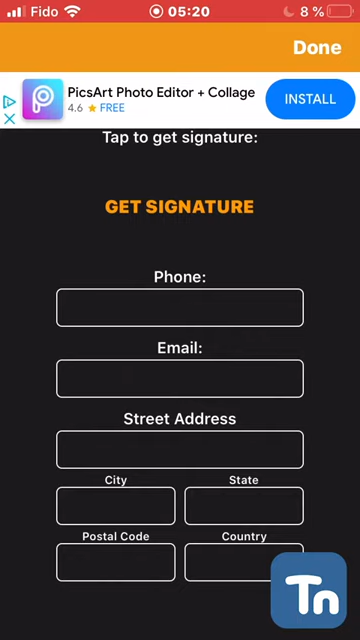 Fido 05:20 8 %
Done
PicsArt Photo Editor + Collage
4.6 FREE
INSTALL
Tap to get signature:
GET SIGNATURE
Phone:
Email:
Street Address
City State
Postal Code Country
Tn